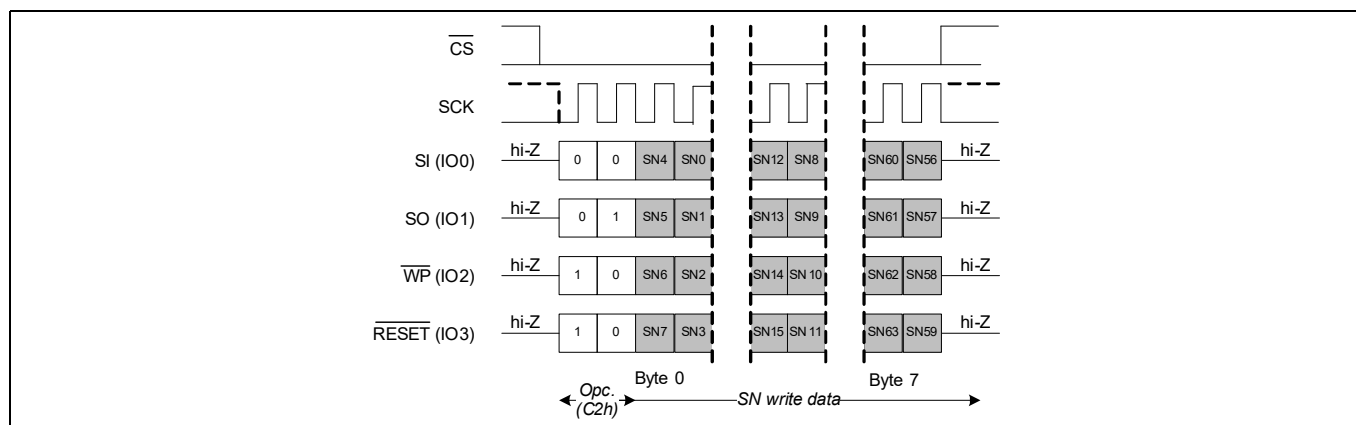 CS
SCK
SI (IO0) hi-Z 0 0 SN4 SN0 SN12 SN8 SN60 SN56 hi-Z
SO (IO1) hi-Z 0 1 SN5 SN1 SN13 SN9 SN61 SN57 hi-Z
WP (IO2) hi-Z 1 0 SN6 SN2 SN14 SN 10 SN62 SN58 hi-Z
RESET (IO3) hi-Z 1 0 SN7 SN3 SN15 SN 11 SN63 SN59 hi-Z
Byte 0 Byte 7
Opc. SN write data
(C2h)